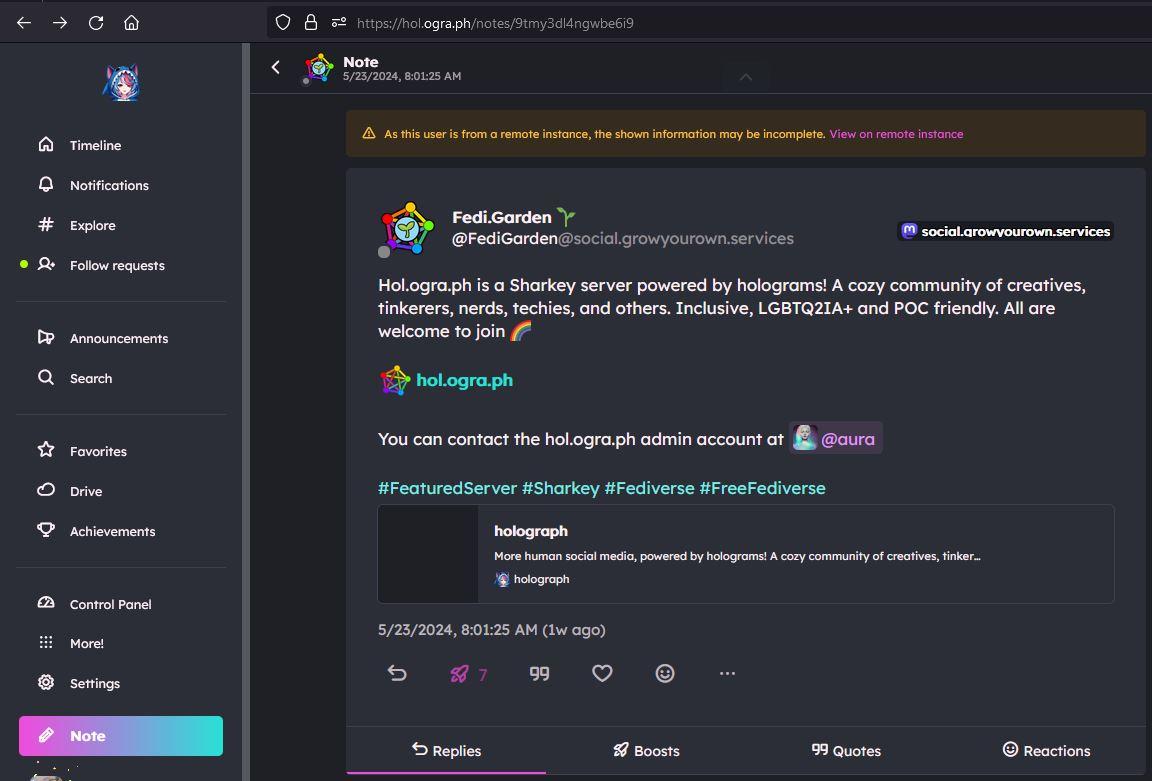 https://hol.ogra.ph/notes/9tmy3dl4ngwbe6i9
Timeline
Notifications
Explore
Follow requests
Announcements
Search
Favorites
Drive
Achievements
Control Panel
More!
Settings
Note
Note
5/23/2024, 8:01:25 AM
As this user is from a remote instance, the shown information may be incomplete. View on remote instance
Fedi.Garden
@FediGarden@social.growyourown.services
social.growyourown.services
Hol.ogra.ph is a Sharkey server powered by holograms! A cozy community of creatives,
tinkerers, nerds, techies, and others. Inclusive, LGBTQ2IA+ and POC friendly. All are
welcome to join 🌈
hol.ogra.ph
You can contact the hol.ogra.ph admin account at @aura
#FeaturedServer #Sharkey #Fediverse #FreeFediverse
holograph
More human social media, powered by holograms! A cozy community of creatives, tinker…
holograph
5/23/2024, 8:01:25 AM (1w ago)
7
Replies
Boosts
Quotes
Reactions